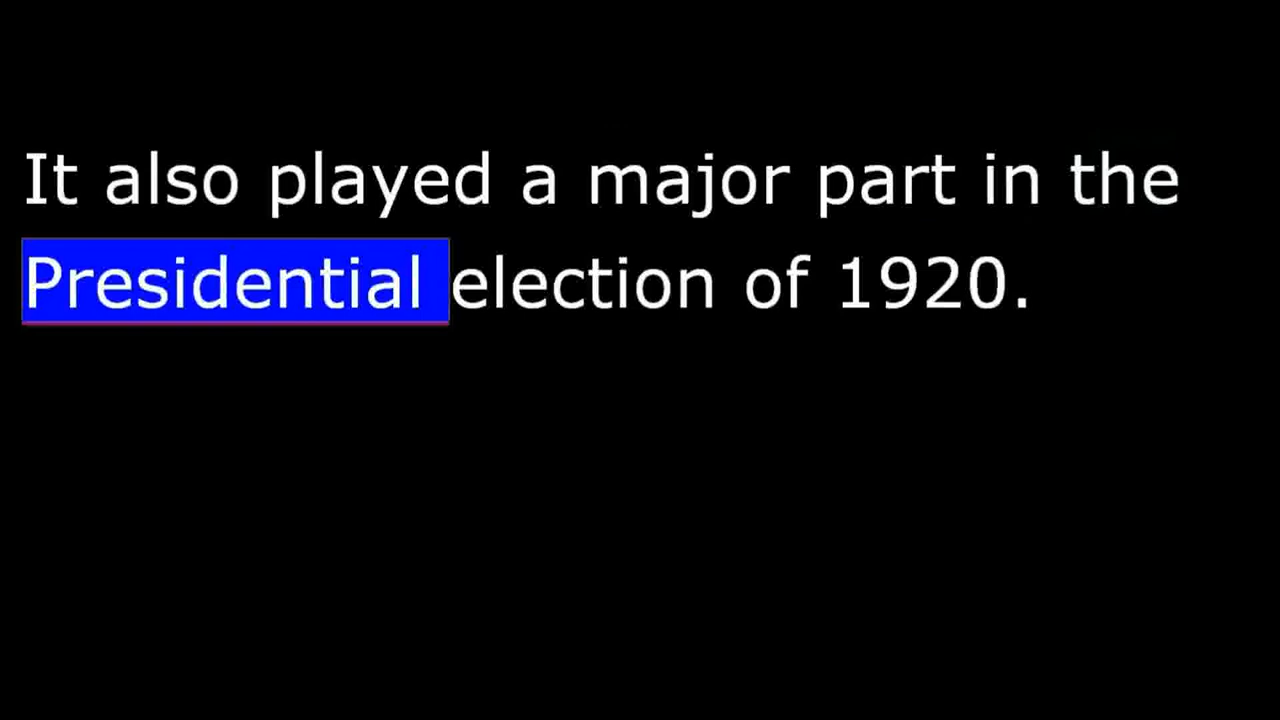 It also played a major part in the
Presidential election of 1920.